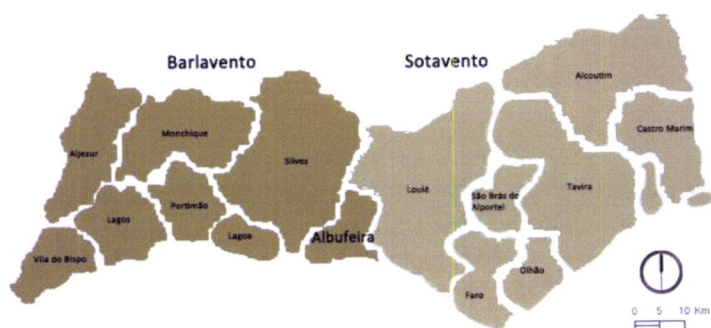 Barlavento
Sotavento
Alcoutim
Monchique
Castro Marim
Aljezur
Silves
Loulé
São Brás de
Alportel
Tavira
Lagos
Portimão
Lagoa
Albufeira
Vila do Bispo
Faro
Olhão
0 5 10 Km